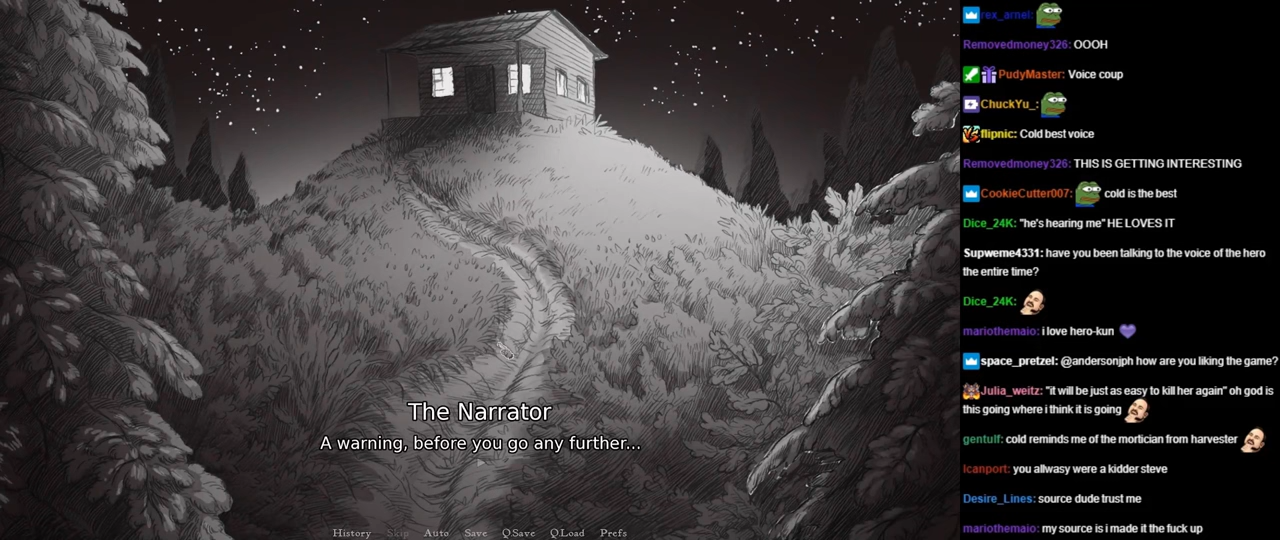 The Narrator
A warning, before you go any further...
History Skip Auto Save Q.Save Q.Load Prefs
rex_arnel:
Removedmoney326: OOOH
PudyMaster: Voice coup
ChuckYu_:
flipnic: Cold best voice
Removedmoney326: THIS IS GETTING INTERESTING
CookieCutter007: cold is the best
Dice_24K: "he's hearing me" HE LOVES IT
Supweme4331: have you been talking to the voice of the hero
the entire time?
Dice_24K:
mariothemaio: i love hero-kun
space_pretzel: @andersonjph how are you liking the game?
Julia_weitz: "it will be just as easy to kill her again" oh god is
this going where i think it is going
gentulf: cold reminds me of the mortician from harvester
lcanport: you allwasy were a kidder steve
Desire_Lines: source dude trust me
mariothemaio: my source is i made it the fuck up